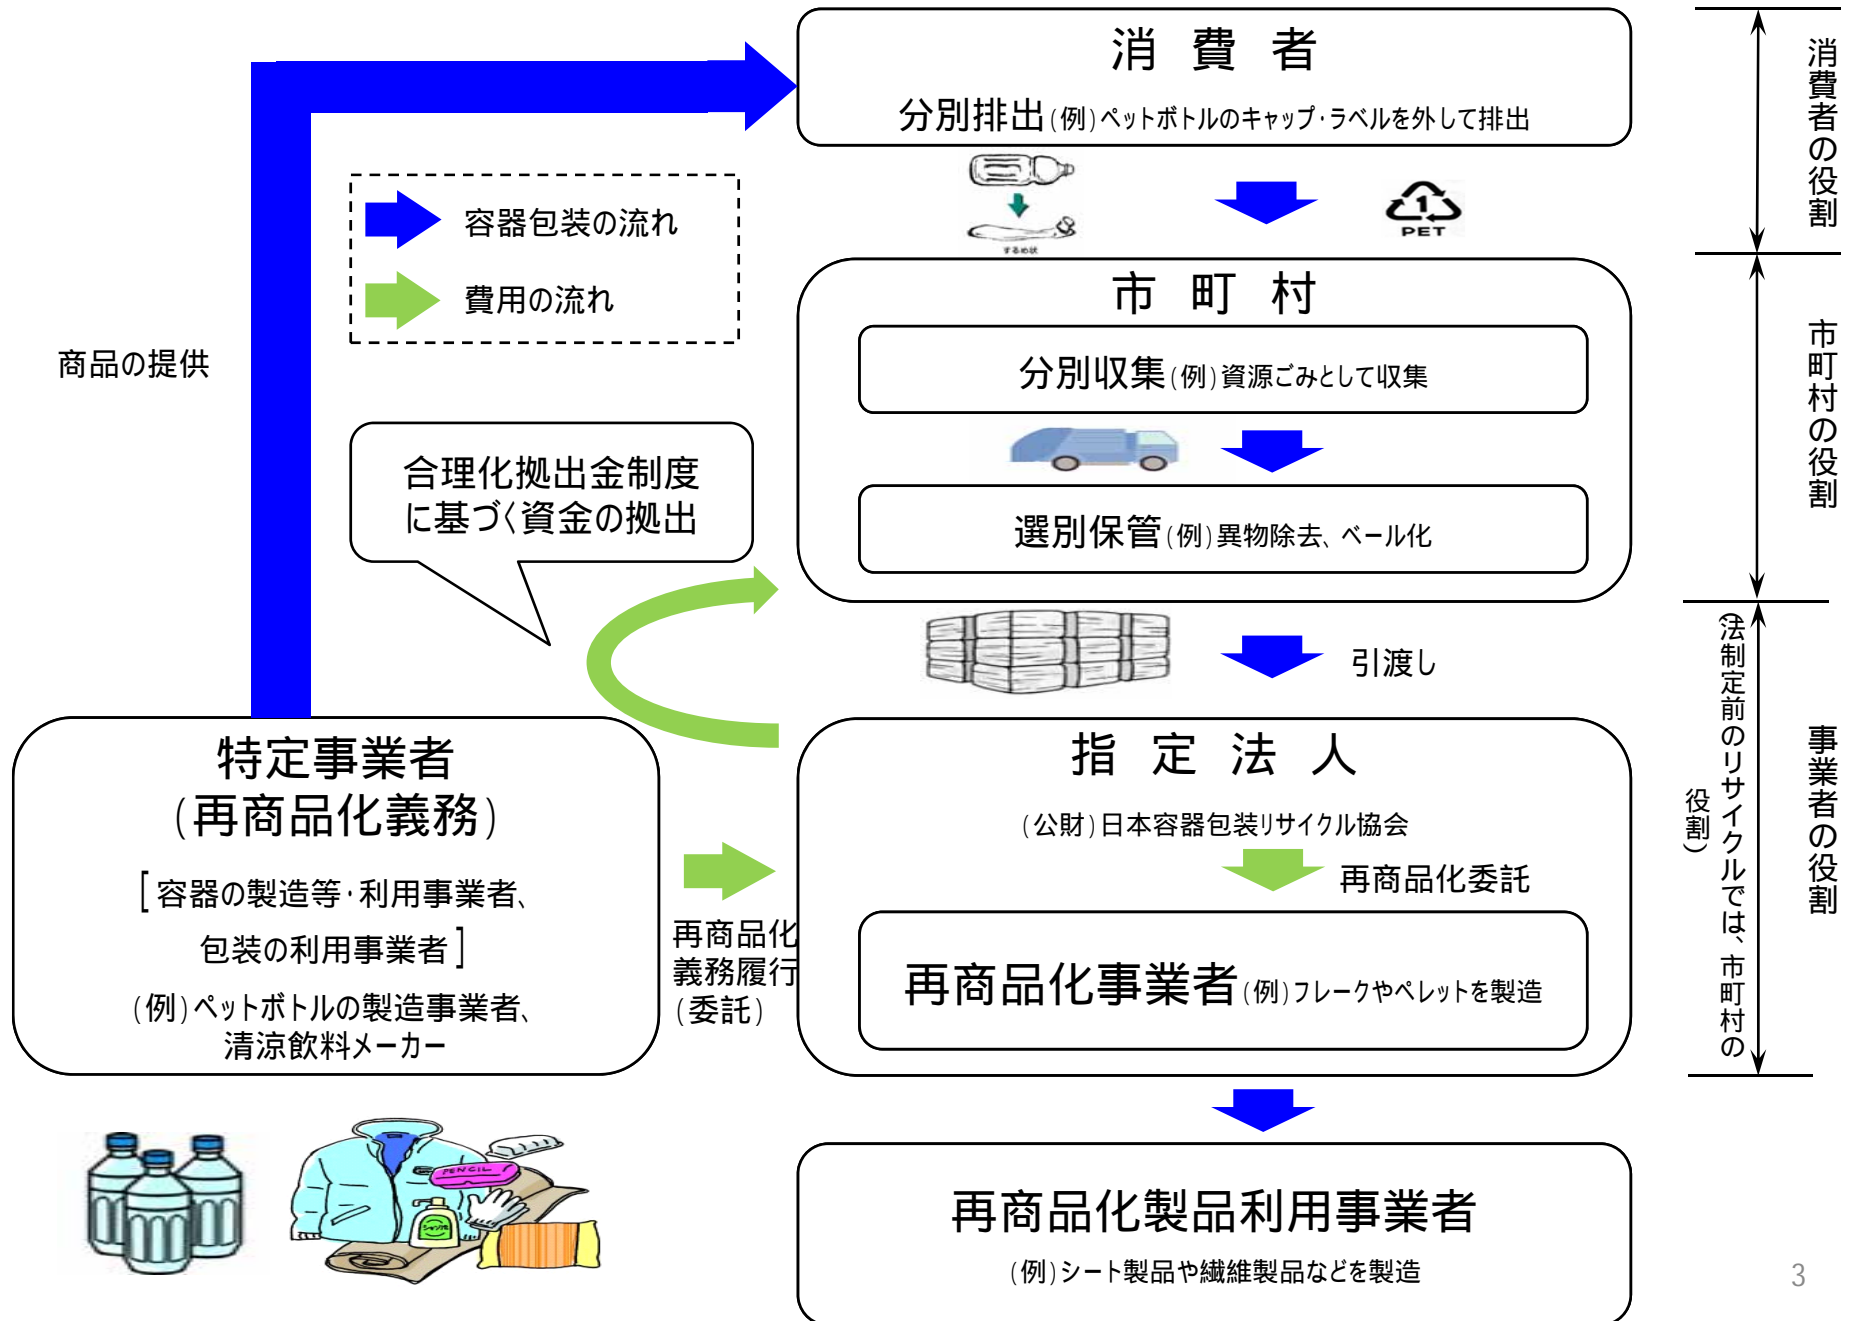 消 費 者
分別排出(例)ペットボトルのキャップ・ラベルを外して排出
するめ状
1
PET
容器包装の流れ
費用の流れ
商品の提供
市 町 村
分別収集(例)資源ごみとして収集
選別保管(例)異物除去、ベール化
合理化拠出金制度
に基づく資金の拠出
引渡し
特定事業者
(再商品化義務)
[容器の製造等・利用事業者、
包装の利用事業者]
(例)ペットボトルの製造事業者、
清涼飲料メーカー
再商品化
義務履行
(委託)
指 定 法 人
(公財)日本容器包装リサイクル協会
再商品化委託
再商品化事業者(例)フレークやペレットを製造
再商品化製品利用事業者
(例)シート製品や繊維製品などを製造
消費者の役割
市町村の役割
事業者の役割
(法制定前のリサイクルでは、市町村の
役割)
PENCIL
3